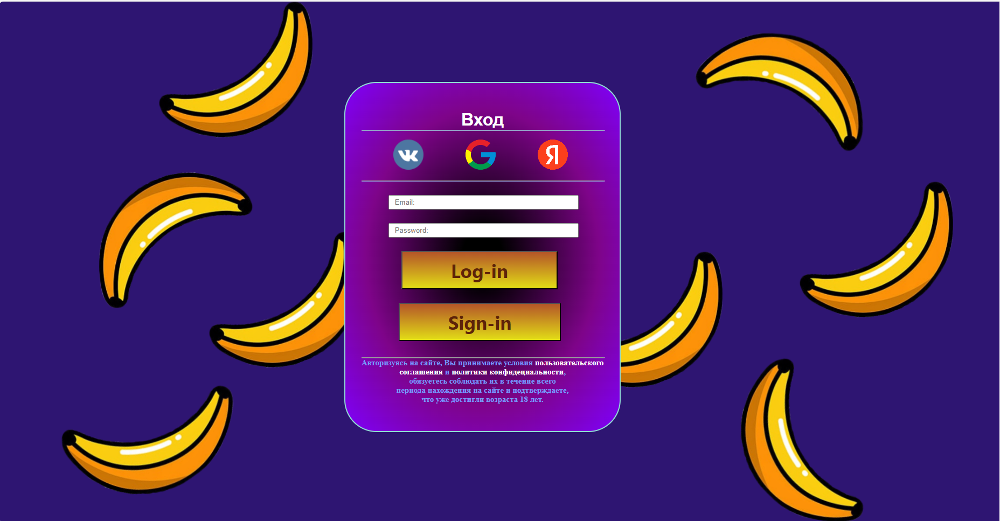 Вход
Email:
Password:
Log-in
Sign-in
Авторизуясь на сайте, Вы принимаете условия пользовательского
соглашения и политики конфидециальности,
обязуетесь соблюдать их в течение всего
периода нахождения на сайте и подтверждаете,
что уже достигли возраста 18 лет.